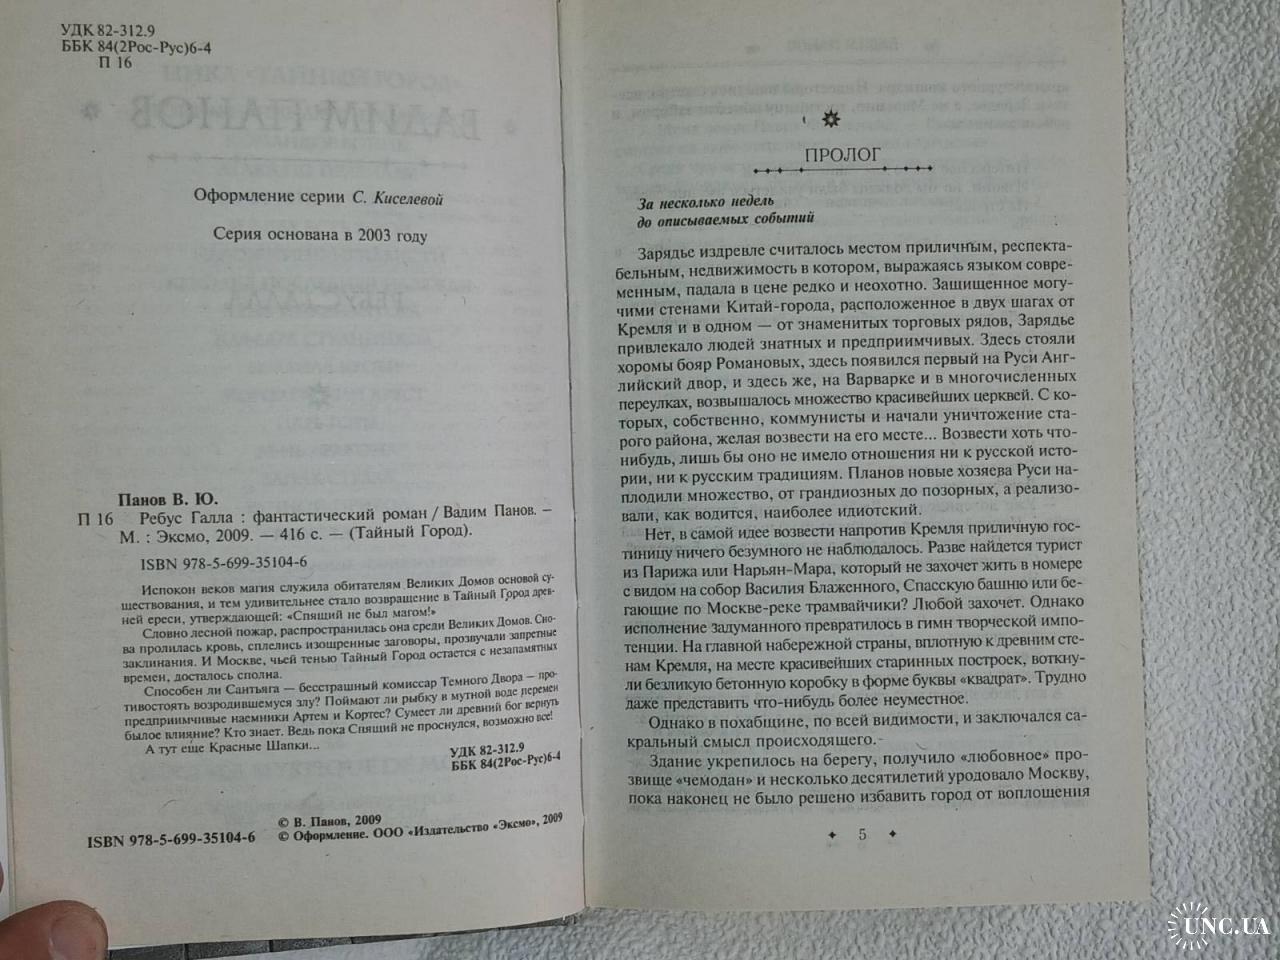 УДК 82-312.9
ББК 84(2Рос-Рус)6-4
П 16
Оформление серии С. Киселевой
Серия основана в 2003 году
Панов В. Ю.
П 16 Ребус Галла : фантастический роман / Вадим Панов. –
М. : Эксмо, 2009. — 416 с. — (Тайный Город).
ISBN 978-5-699-35104-6
Испокон веков магия служила обитателям Великих Домов основой су-
ществования, и тем удивительнее стало возвращение в Тайный Город древ-
ней ереси, утверждающей: «Спящий не был магом!»
Словно лесной пожар, распространилась она среди Великих Домов. Сно-
ва пролилась кровь, сплелись изощренные заговоры, прозвучали запретные
заклинания. И Москве, чьей тенью Тайный Город остается с незапамятных
времен, досталось сполна.
Способен ли Сантьяга — бесстрашный комиссар Темного Двора — про-
тивостоять возродившемуся злу? Поймают ли рыбку в мутной воде перемен
предприимчивые наемники Артем и Кортес? Сумеет ли древний бог вернуть
былое влияние? Кто знает. Ведь пока Спящий не проснулся, возможно все!
А тут еще Красные Шапки...
УДК 82-312.9
ББК 84(2Рос-Рус)6-4
© В. Панов, 2009
ISBN 978-5-699-35104-6 © Оформление. ООО «Издательство «Эксмо», 2009
ПРОЛОГ
За несколько недель
до описываемых событий
Зарядье издревле считалось местом приличным, респекта-
бельным, недвижимость в котором, выражаясь языком совре-
менным, падала в цене редко и неохотно. Защищенное могу-
чими стенами Китай-города, расположенное в двух шагах от
Кремля и в одном — от знаменитых торговых рядов, Зарядье
привлекало людей знатных и предприимчивых. Здесь стояли
хоромы бояр Романовых, здесь появился первый на Руси Анг-
лийский двор, и здесь же, на Варварке и в многочисленных
переулках, возвышалось множество красивейших церквей. С ко-
торых, собственно, коммунисты и начали уничтожение ста-
рого района, желая возвести на его месте... Возвести хоть что-
нибудь, лишь бы оно не имело отношения ни к русской исто-
рии, ни к русским традициям. Планов новые хозяева Руси на-
плодили множество, от грандиозных до позорных, а реализо-
вали, как водится, наиболее идиотский.
Нет, в самой идее возвести напротив Кремля приличную гос-
тиницу ничего безумного не наблюдалось. Разве найдется турист
из Парижа или Нарьян-Мара, который не захочет жить в номере
с видом на собор Василия Блаженного, Спасскую башню или бе-
гающие по Москве-реке трамвайчики? Любой захочет. Однако
исполнение задуманного превратилось в гимн творческой импо-
тенции. На главной набережной страны, вплотную к древним сте-
нам Кремля, на месте красивейших старинных построек, воткну-
ли безликую бетонную коробку в форме буквы «квадрат». Трудно
даже представить что-нибудь более неуместное.
Однако в похабщине, по всей видимости, и заключался са-
кральный смысл происходящего.
Здание укрепилось на берегу, получило «любовное» про-
звище «чемодан» и несколько десятилетий уродовало Москву,
пока наконец не было решено избавить город от воплощения
5
UNC.UA